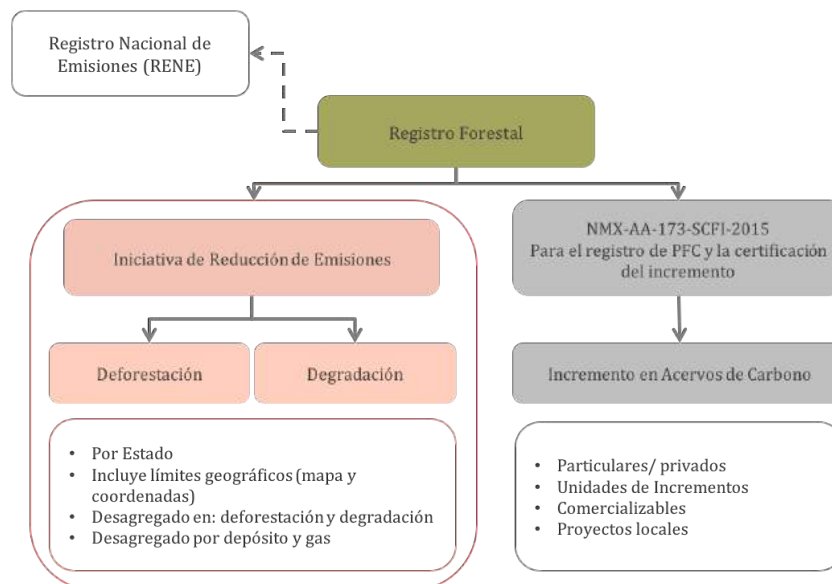 Registro Nacional de
Emisiones (RENE)
Registro Forestal
Iniciativa de Reducción de Emisiones
NMX-AA-173-SCFI-2015
Para el registro de PFC y la certificación
del incremento
Deforestación
Degradación
Incremento en Acervos de Carbono
• Por Estado
• Incluye límites geográficos (mapa y
coordenadas)
• Desagregado en: deforestación y degradación
• Desagregado por depósito y gas
• Particulares/ privados
• Unidades de Incrementos
• Comercializables
• Proyectos locales